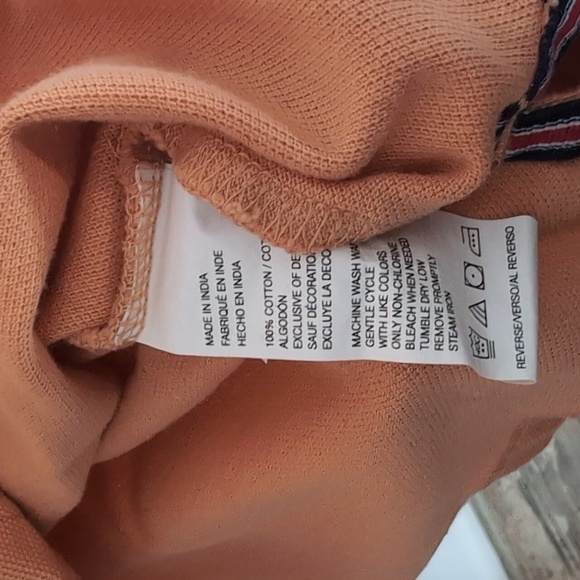 MADE IN INDIA
FABRIQUÉ EN INDE
HECHO EN INDIA
100% COTTON / COT
ALGODON
EXCLUSIVE OF DE
SAUF DÉCORATIO
EXCLUYE LA DECO
MACHINE WASH WA
GENTLE CYCLE
WITH LIKE COLORS
ONLY NON-CHLORINE
BLEACH WHEN NEEDED
TUMBLE DRY LOW
REMOVE PROMPTLY
STEAM IRON
REVERSE/VERSO/AL REVERSO